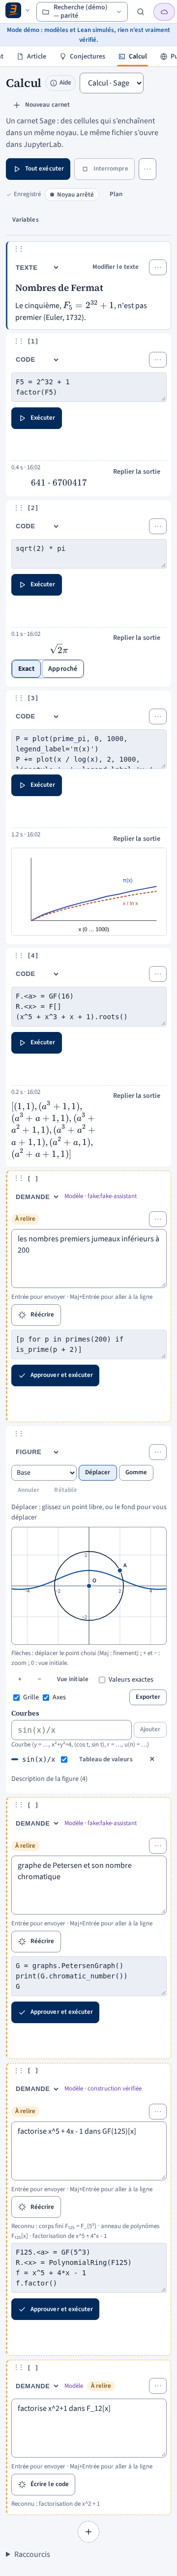 Recherche (démo) — parité
Mode démo : modèles et Lean simulés, rien n'est vraiment vérifié.
Article Conjectures Calcul
Calcul Aide Calcul · Sage
+ Nouveau carnet
Un carnet Sage : des cellules qui s'enchaînent dans un même noyau. Le même fichier s'ouvre dans JupyterLab.
Tout exécuter Interrompre ...
Enregistré Noyau arrêté Plan
Variables
TEXTE Modifier le texte ...
Nombres de Fermat
Le cinquième, F₅ = 2³² + 1, n'est pas premier (Euler, 1732).
[1]
CODE ...
F5 = 2^32 + 1
factor(F5)
Exécuter
0.4 s · 16:02 Replier la sortie
641 · 6700417
[2]
CODE ...
sqrt(2) * pi
Exécuter
0.1 s · 16:02 Replier la sortie
√2π
Exact Approché
[3]
CODE ...
P = plot(prime_pi, 0, 1000,
legend_label='π(x)')
P += plot(x / log(x), 2, 1000,
Exécuter
1.2 s · 16:02 Replier la sortie
π(x)
x / ln x
x (0 … 1000)
[4]
CODE ...
F.<a> = GF(16)
R.<x> = F[]
(x^5 + x^3 + x + 1).roots()
Exécuter
0.2 s · 16:02 Replier la sortie
[(1, 1), (a³ + 1, 1),
(a³ + a + 1, 1), (a³ +
a² + 1, 1), (a³ + a² +
a + 1, 1), (a² + a, 1),
(a² + a + 1, 1)]
[ ]
DEMANDE Modèle · fake:fake-assistant
À relire ...
les nombres premiers jumeaux inférieurs à 200
Entrée pour envoyer · Maj+Entrée pour aller à la ligne
Réécrire
[p for p in primes(200) if
is_prime(p + 2)]
Approuver et exécuter
FIGURE ...
Base Déplacer Gomme
Annuler Rétablir
Déplacer : glissez un point libre, ou le fond pour vous déplacer
A
O
Flèches : déplacer le point choisi (Maj : finement) ; + et − : zoom ; 0 : vue initiale.
+ − Vue initiale Valeurs exactes
Grille Axes Exporter
Courbes
sin(x)/x Ajouter
Courbe (y = …, x²+y²=4, (cos t, sin t), r = …, u(n) = …)
sin(x)/x Tableau de valeurs ×
Description de la figure (4)
[ ]
DEMANDE Modèle · fake:fake-assistant
À relire ...
graphe de Petersen et son nombre chromatique
Entrée pour envoyer · Maj+Entrée pour aller à la ligne
Réécrire
G = graphs.PetersenGraph()
print(G.chromatic_number())
G
Approuver et exécuter
[ ]
DEMANDE Modèle · construction vérifiée
À relire ...
factorise x^5 + 4x - 1 dans GF(125)[x]
Entrée pour envoyer · Maj+Entrée pour aller à la ligne
Réécrire
Reconnu : corps fini F₁₂₅ = F_(5³) · anneau de polynômes F₁₂₅[x] · factorisation de x^5 + 4*x - 1
F125.<a> = GF(5^3)
R.<x> = PolynomialRing(F125)
f = x^5 + 4*x - 1
f.factor()
Approuver et exécuter
[ ]
DEMANDE Modèle À relire ...
factorise x^2+1 dans F_12[x]
Entrée pour envoyer · Maj+Entrée pour aller à la ligne
Écrire le code
Reconnu : factorisation de x^2 + 1
+
Raccourcis